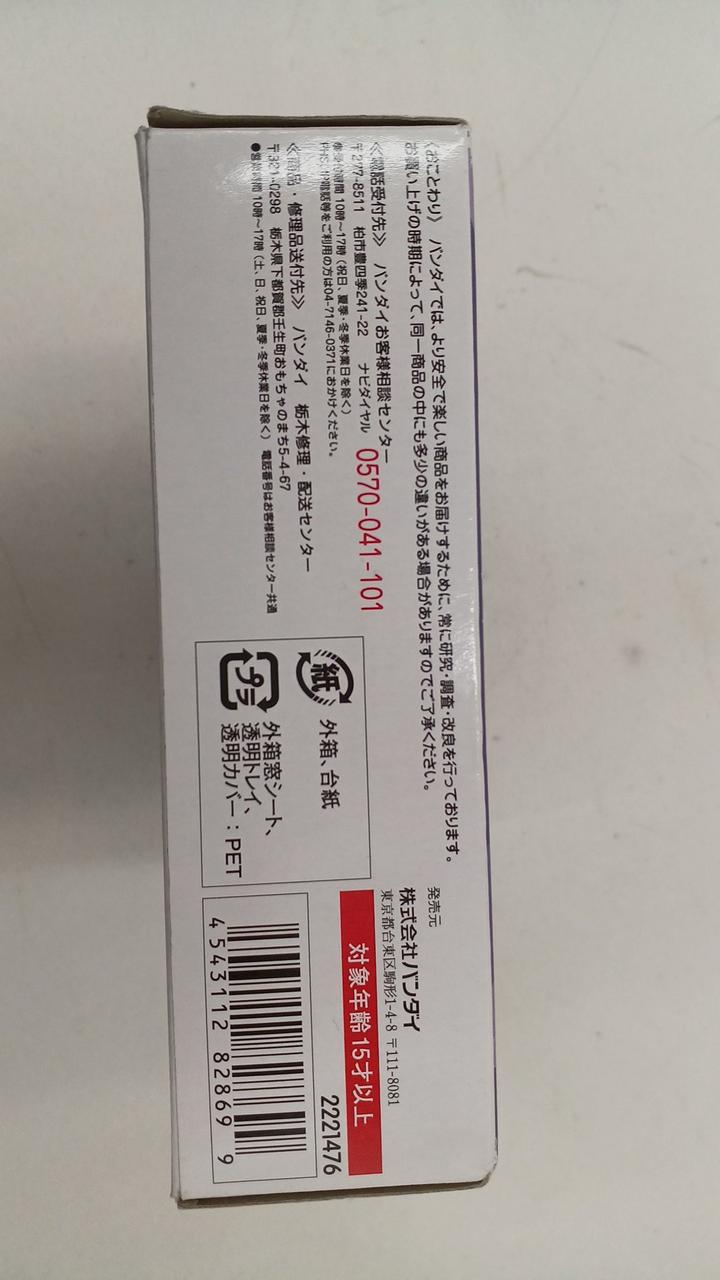 《おことわり》 バンダイでは、より安全で楽しい商品をお届けするために、常に研究・調査・改良を行っております。
お買い上げの時期によって、同一商品の中にも多少の違いがある場合がありますのでご了承ください。
≪電話受付先≫ バンダイお客様相談センター
〒277-8511 柏市豊四季241-22 ナビダイヤル 0570-041-101
●受付時間 10時〜17時(祝日、夏季・冬季休業日を除く)
PHS、IP電話等をご利用の方は04-7146-0371におかけください。
≪商品・修理品送付先≫ バンダイ 栃木修理・配送センター
〒321-0298 栃木県下都賀郡壬生町おもちゃのまち5-4-67
●営業時間 10時〜17時(土、日、祝日、夏季・冬季休業日を除く) 電話番号はお客様相談センター共通
紙 外箱、台紙
プラ 外箱窓シート、
透明トレイ、
透明カバー:PET
発売元
株式会社バンダイ
東京都台東区駒形1-4-8 〒111-8081
対象年齢15才以上
2221476
4 543112 828699